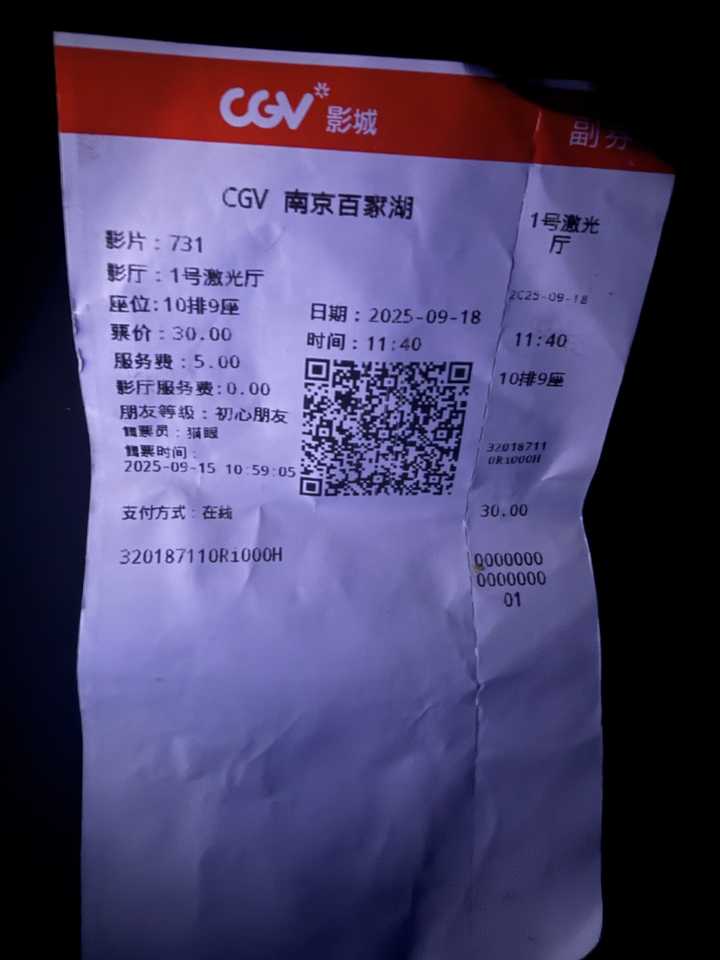 CGV 影城
副券
CGV 南京百家湖
影片：731
影厅：1号激光厅
座位:10排9座
票价：30.00
服务费：5.00
影厅服务费:0.00
朋友等级：初心朋友
售票员：猫眼
售票时间：
2025-09-15 10:59:05
支付方式：在线
320187110R1000H
日期：2025-09-18
时间：11:40
1号激光
厅
2025-09-18
11:40
10排9座
32018711
0R1000H
30.00
0000000
0000000
01